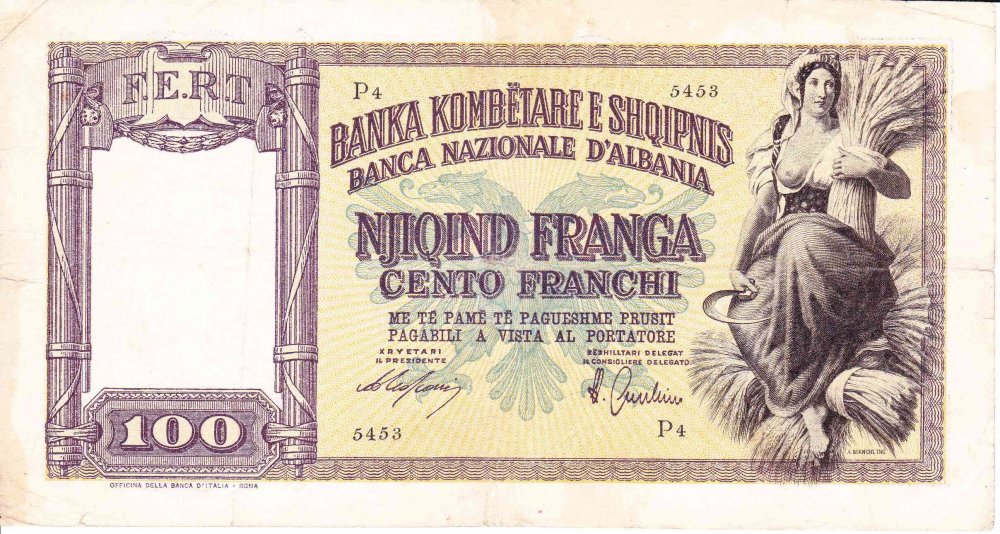 F.E.R.T
P4 5453
BANKA KOMBËTARE E SHQIPNIS
BANCA NAZIONALE D'ALBANIA
NJIQIND FRANGA
CENTO FRANCHI
ME TË PAMË TË PAGUESHME PRUSIT
PAGABILI A VISTA AL PORTATORE
KRYETARI
IL PRESIDENTE
KËSHILLTARI DELEGAT
IL CONSIGLIERE DELEGATO
5453 P4
100
A BIANCHI, INC
OFFICINA DELLA BANCA D'ITALIA - ROMA